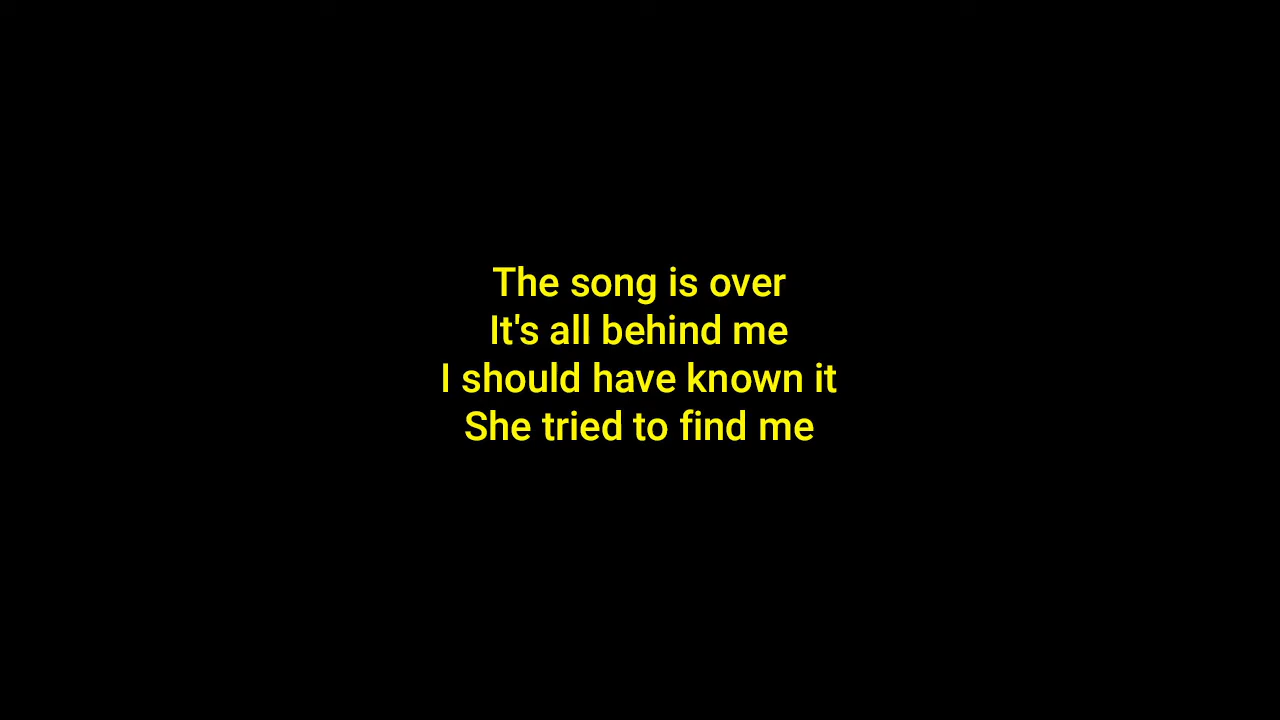 The song is over
It's all behind me
I should have known it
She tried to find me